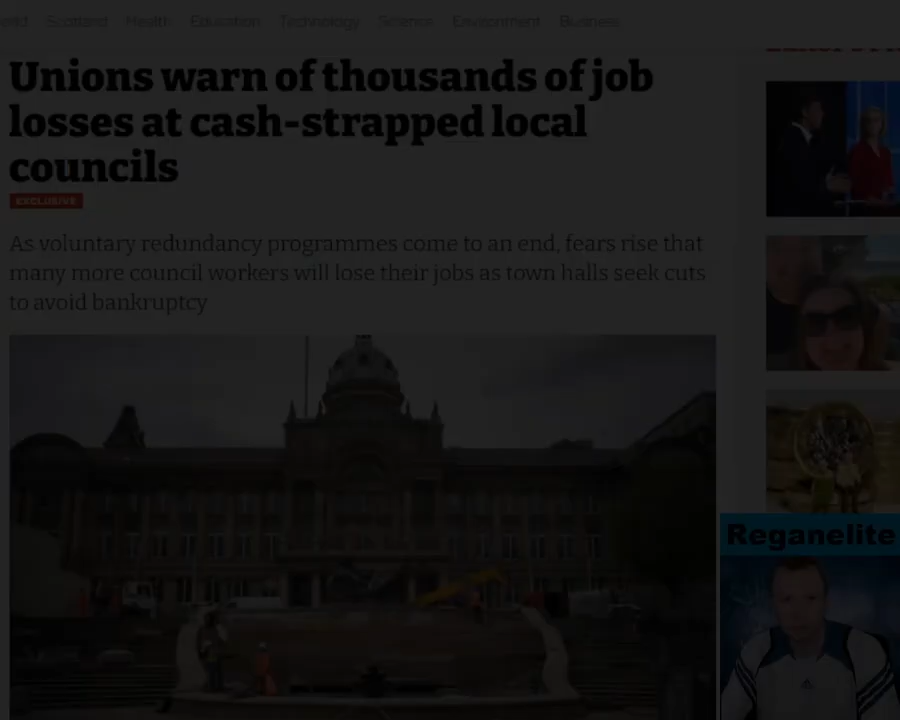 Scotland Health Education Technology Science Environment Business
Unions warn of thousands of job
losses at cash-strapped local
councils
EXCLUSIVE
As voluntary redundancy programmes come to an end, fears rise that
many more council workers will lose their jobs as town halls seek cuts
to avoid bankruptcy
Reganelite